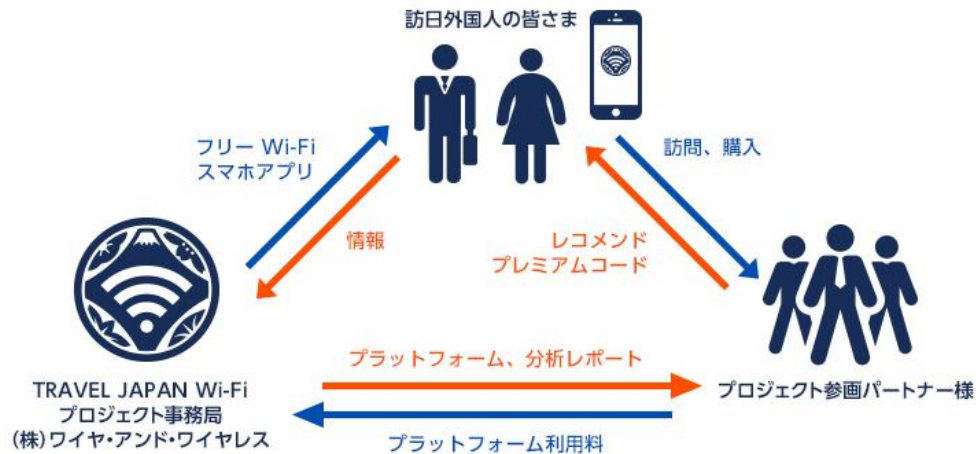 訪日外国人の皆さま
フリー Wi-Fi
スマホアプリ
訪問、購入
情報
レコメンド
プレミアムコード
プラットフォーム、分析レポート
TRAVEL JAPAN Wi-Fi
プロジェクト事務局
(株)ワイヤ・アンド・ワイヤレス
プロジェクト参画パートナー様
プラットフォーム利用料